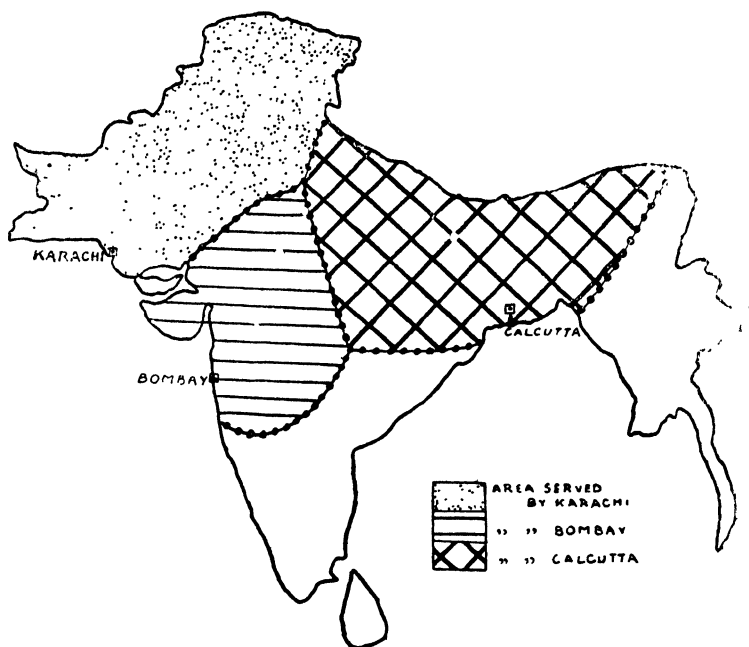 KARACHI
CALCUTTA
BOMBAY
AREA SERVED
BY KARACHI
„ „ BOMBAY
„ „ CALCUTTA